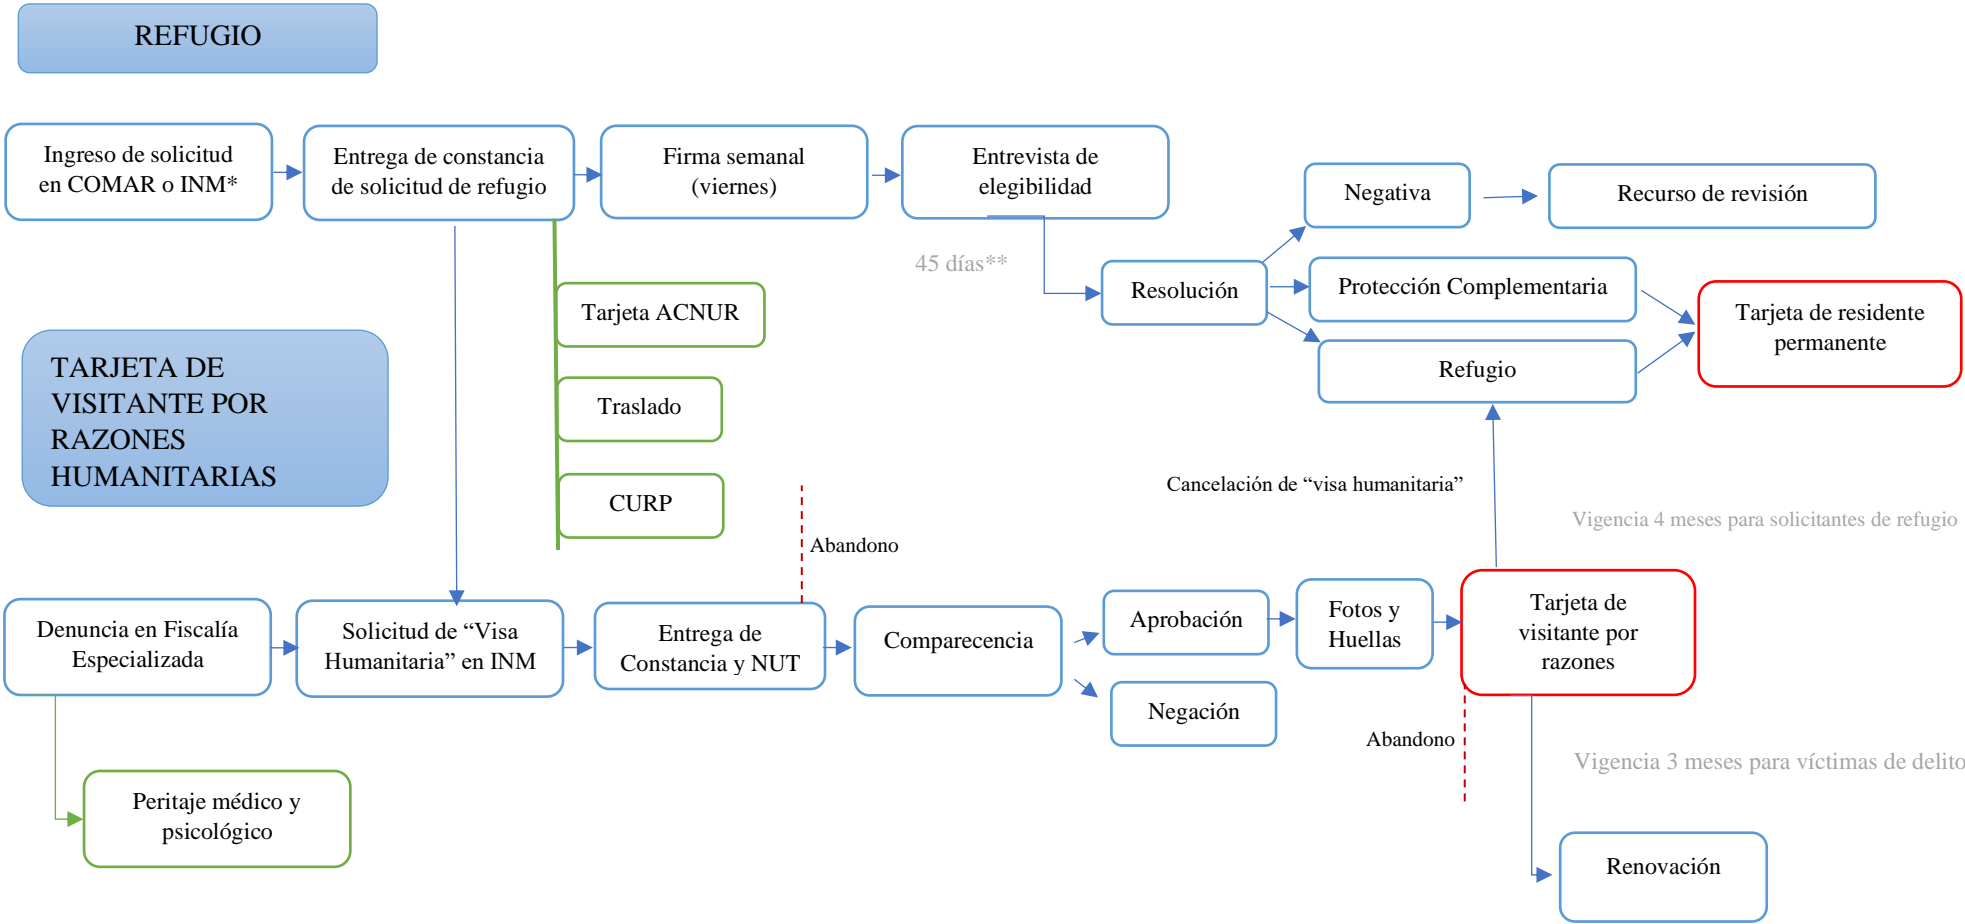 REFUGIO
Ingreso de solicitud
en COMAR o INM*
Entrega de constancia
de solicitud de refugio
Firma semanal
(viernes)
Entrevista de
elegibilidad
Negativa
Recurso de revisión
45 días**
Resolución
Protección Complementaria
Tarjeta de residente
permanente
Refugio
Tarjeta ACNUR
Traslado
CURP
TARJETA DE
VISITANTE POR
RAZONES
HUMANITARIAS
Cancelación de “visa humanitaria”
Vigencia 4 meses para solicitantes de refugio
Abandono
Denuncia en Fiscalía
Especializada
Solicitud de “Visa
Humanitaria” en INM
Entrega de
Constancia y NUT
Comparecencia
Aprobación
Fotos y
Huellas
Tarjeta de
visitante por
razones
Negación
Abandono
Vigencia 3 meses para víctimas de delito
Peritaje médico y
psicológico
Renovación